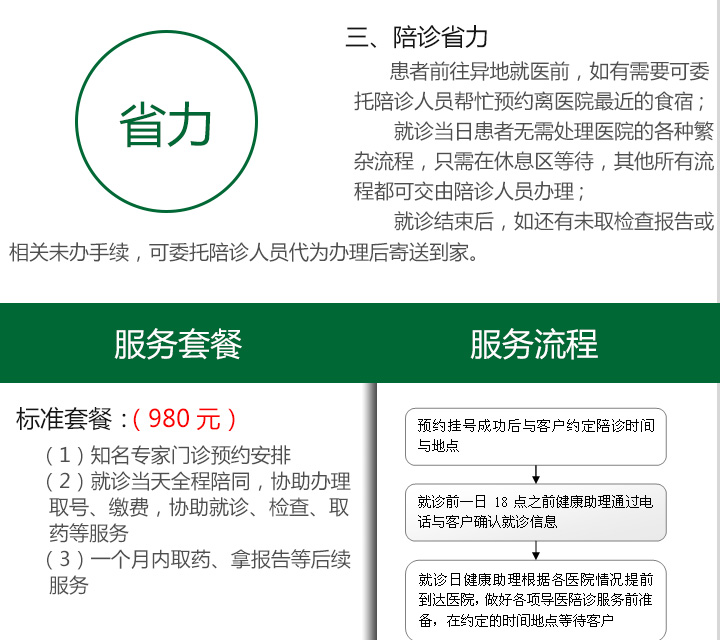 省力
三、陪诊省力
患者前往异地就医前，如有需要可委
托陪诊人员帮忙预约离医院最近的食宿；
就诊当日患者无需处理医院的各种繁
杂流程，只需在休息区等待，其他所有流
程都可交由陪诊人员办理；
就诊结束后，如还有未取检查报告或
相关未办手续，可委托陪诊人员代为办理后寄送到家。
服务套餐
标准套餐：（980 元）
（1）知名专家门诊预约安排
（2）就诊当天全程陪同，协助办理
取号、缴费，协助就诊、检查、取
药等服务
（3）一个月内取药、拿报告等后续
服务
服务流程
预约挂号成功后与客户约定陪诊时间
与地点
就诊前一日 18 点之前健康助理通过电
话与客户确认就诊信息
就诊日健康助理根据各医院情况提前
到达医院，做好各项导医陪诊服务前准
备，在约定的时间地点等待客户